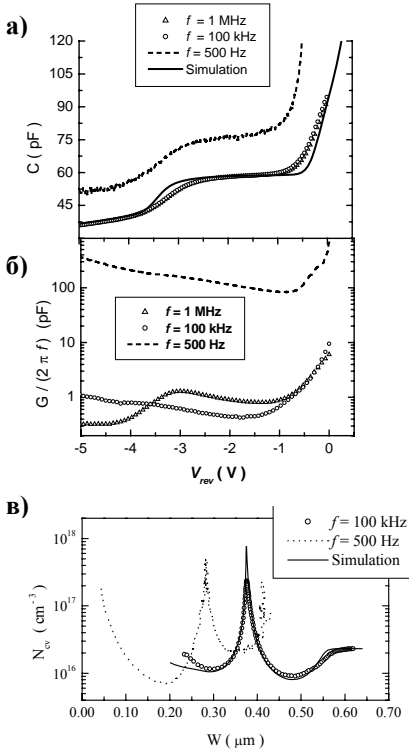 а)
f = 1 MHz
f = 100 kHz
f = 500 Hz
Simulation
120
105
90
75
60
45
C ( pF)
б)
100
10
1
G / (2 π f ) (pF)
f = 1 MHz
f = 100 kHz
f = 500 Hz
-5 -4 -3 -2 -1 0
V_rev ( V )
в)
f = 100 kHz
f = 500 Hz
Simulation
10^18
10^17
10^16
N_cv ( cm^-3 )
0.00 0.10 0.20 0.30 0.40 0.50 0.60 0.70
W ( μm )